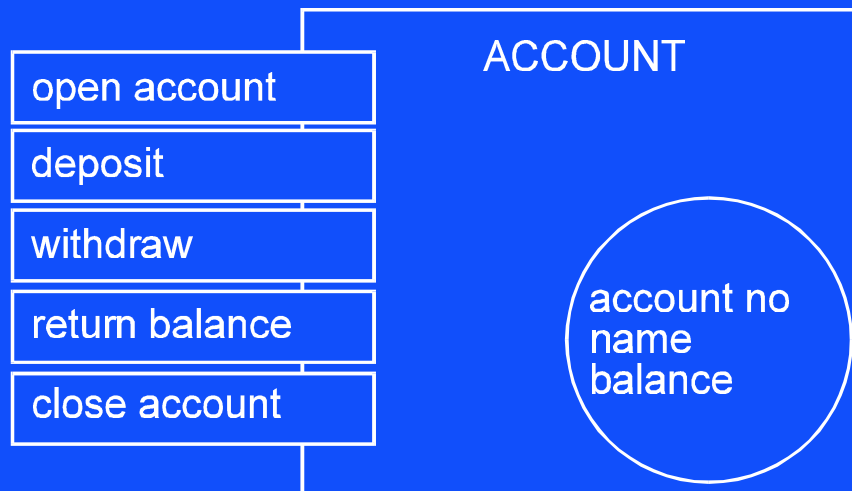 ACCOUNT
open account
deposit
withdraw
return balance
close account
account no
name
balance